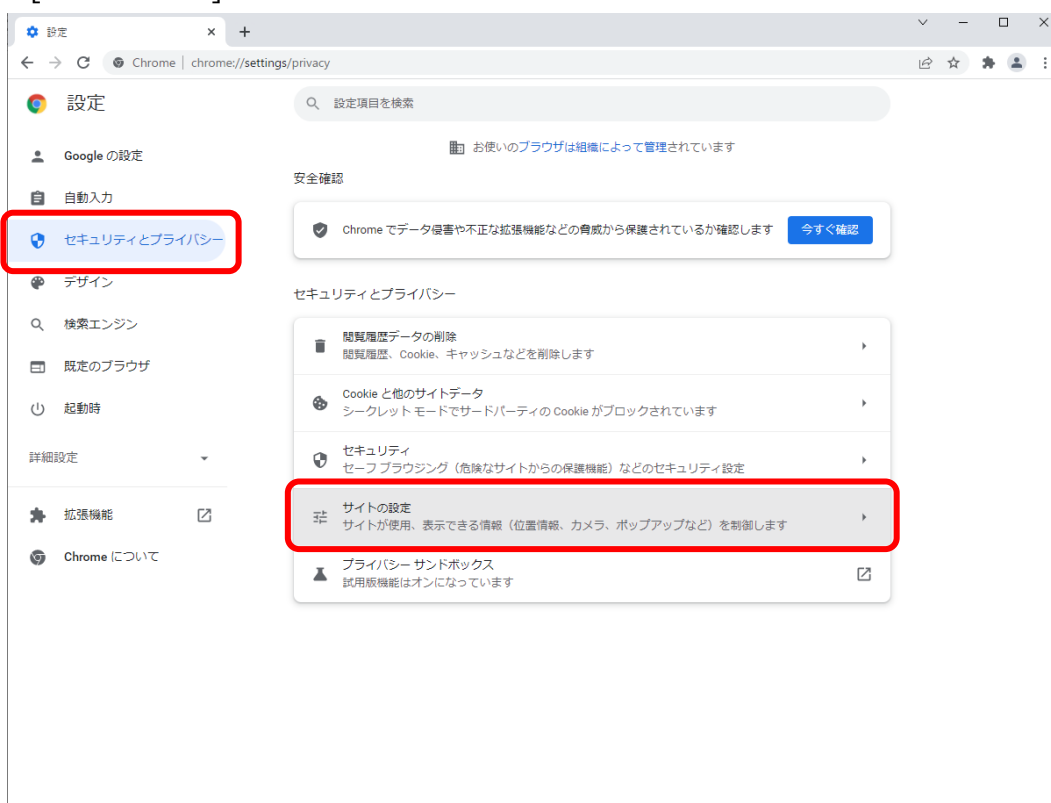 設定
Chrome | chrome://settings/privacy
設定
設定項目を検索
お使いのブラウザは組織によって管理されています
Google の設定
自動入力
セキュリティとプライバシー
デザイン
検索エンジン
既定のブラウザ
起動時
詳細設定
拡張機能
Chrome について
安全確認
Chrome でデータ侵害や不正な拡張機能などの脅威から保護されているか確認します
今すぐ確認
セキュリティとプライバシー
閲覧履歴データの削除
閲覧履歴、Cookie、キャッシュなどを削除します
Cookie と他のサイトデータ
シークレット モードでサードパーティの Cookie がブロックされています
セキュリティ
セーフ ブラウジング（危険なサイトからの保護機能）などのセキュリティ設定
サイトの設定
サイトが使用、表示できる情報（位置情報、カメラ、ポップアップなど）を制御します
プライバシー サンドボックス
試用版機能はオンになっています